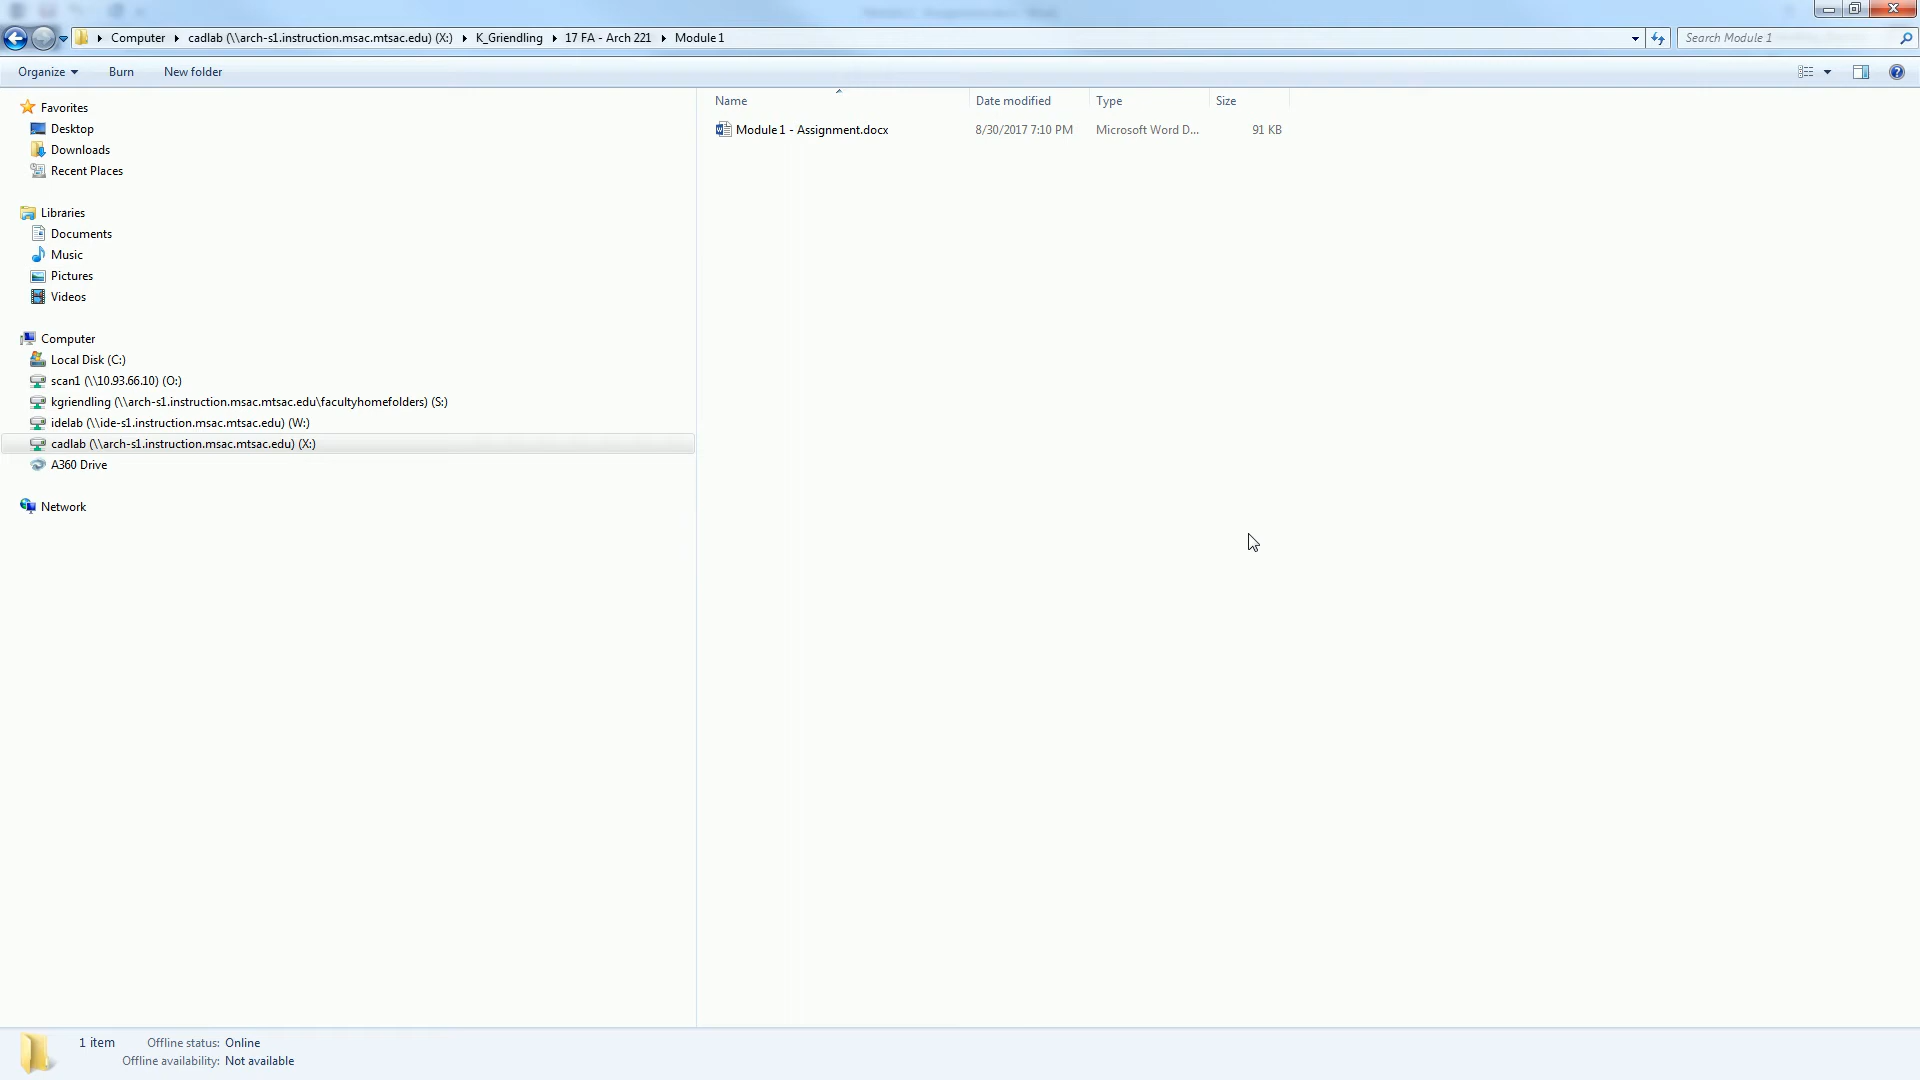 Computer ▸ cadlab (\\arch-s1.instruction.msac.mtsac.edu) (X:) ▸ K_Griendling ▸ 17 FA - Arch 221 ▸ Module 1
Search Module 1
Organize Burn New folder
Favorites
Desktop
Downloads
Recent Places
Libraries
Documents
Music
Pictures
Videos
Computer
Local Disk (C:)
scan1 (\\10.93.66.10) (O:)
kgriendling (\\arch-s1.instruction.msac.mtsac.edu\facultyhomefolders) (S:)
idelab (\\ide-s1.instruction.msac.mtsac.edu) (W:)
cadlab (\\arch-s1.instruction.msac.mtsac.edu) (X:)
A360 Drive
Network
Name Date modified Type Size
Module 1 - Assignment.docx 8/30/2017 7:10 PM Microsoft Word D... 91 KB
1 item Offline status: Online
Offline availability: Not available